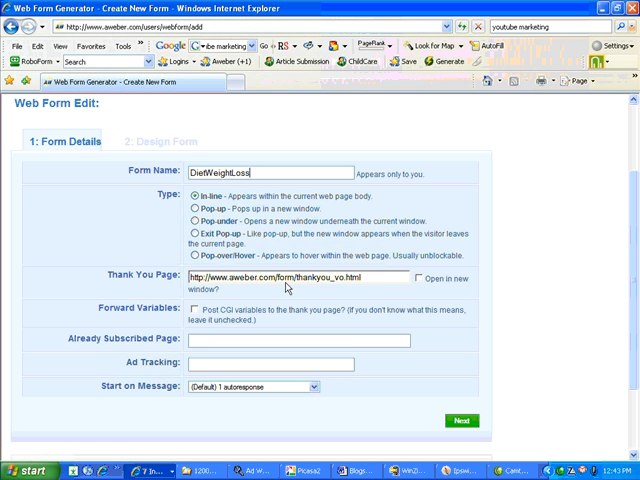 Web Form Generator - Create New Form - Windows Internet Explorer
http://www.aweber.com/users/webform/add
youtube marketing
File Edit View Favorites Tools
Google
be marketing Go
RS
PageRank
Look for Map
AutoFill
Settings
RoboForm
Search
Logins
Aweber (+1)
Article Submission
ChildCare
Save
Generate
Web Form Generator - Create New Form
Page
Web Form Edit:
1: Form Details
2: Design Form
Form Name: DietWeightLoss Appears only to you.
Type: In-line - Appears within the current web page body.
Pop-up - Pops up in a new window.
Pop-under - Opens a new window underneath the current window.
Exit Pop-up - Like pop-up, but the new window appears when the visitor leaves
the current page.
Pop-over/Hover - Appears to hover within the web page. Usually unblockable.
Thank You Page: http://www.aweber.com/form/thankyou_vo.html Open in new
window?
Forward Variables: Post CGI variables to the thank you page? (If you don't know what this means,
leave it unchecked.)
Already Subscribed Page:
Ad Tracking:
Start on Message: (Default) 1 autoresponse
Next
start
7 In...
1200...
Ad W...
Picasa2
Blogs...
WinZi...
Ipswi...
Camt...
12:43 PM